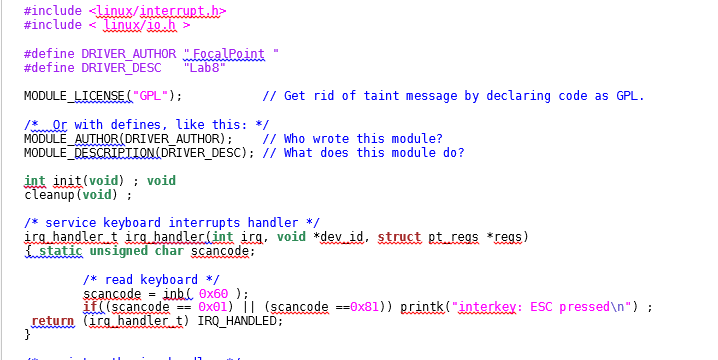 #include <linux/interrupt.h>
#include < linux/io.h >
#define DRIVER_AUTHOR " FocalPoint "
#define DRIVER_DESC "Lab8"
MODULE_LICENSE("GPL"); // Get rid of taint message by declaring code as GPL.
/* Or with defines, like this: */
MODULE_AUTHOR(DRIVER_AUTHOR); // Who wrote this module?
MODULE_DESCRIPTION(DRIVER_DESC); // What does this module do?
int init(void) ; void
cleanup(void) ;
/* service keyboard interrupts handler */
irq_handler_t irq_handler(int irq, void *dev_id, struct pt_regs *regs)
{ static unsigned char scancode;
/* read keyboard */
scancode = inb( 0x60 );
if((scancode == 0x01) || (scancode ==0x81)) printk("interkey: ESC pressed\n") ;
return (irq_handler_t) IRQ_HANDLED;
}